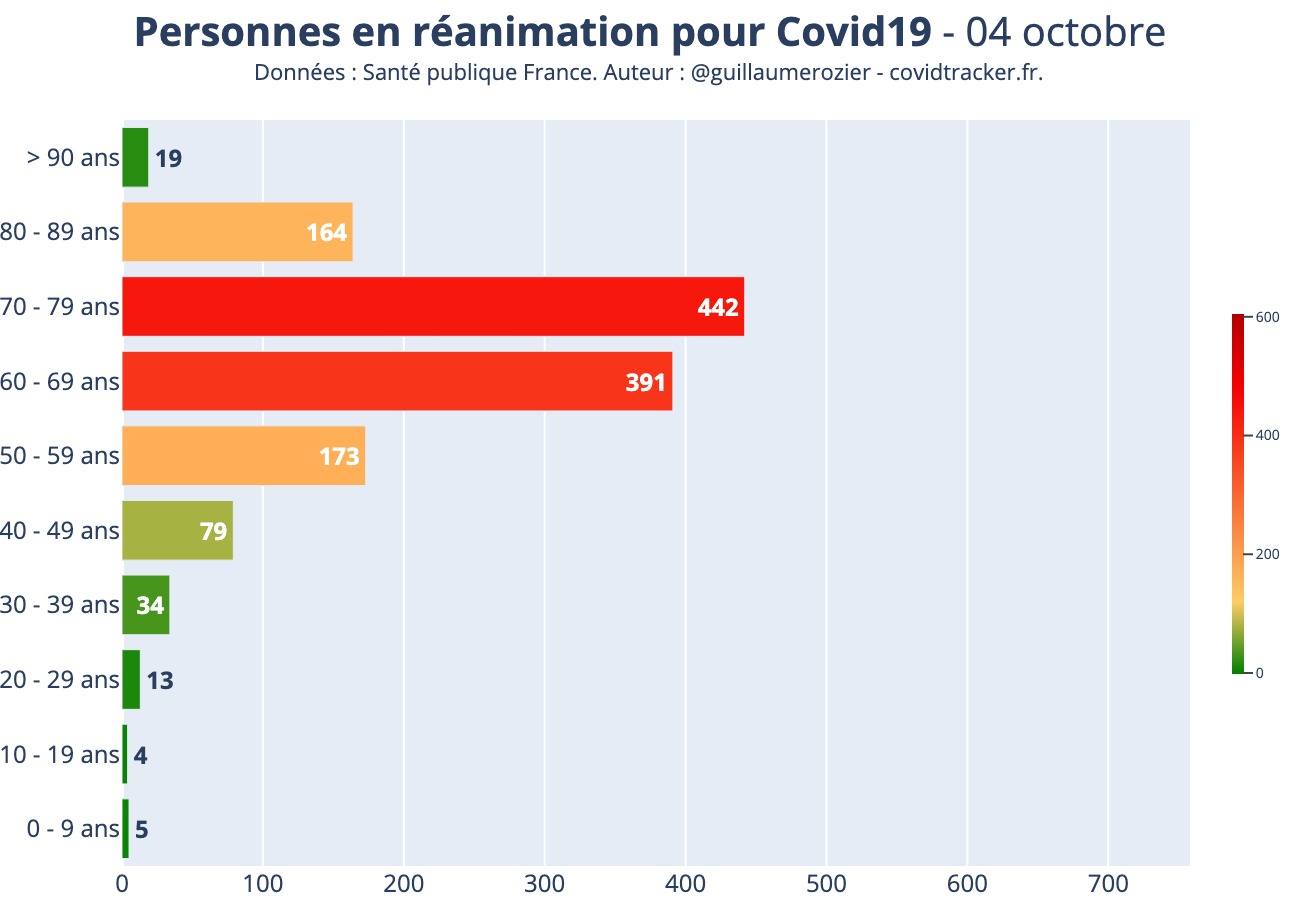 Personnes en réanimation pour Covid19 - 04 octobre
Données : Santé publique France. Auteur : @guillaumerozier - covidtracker.fr.
> 90 ans 19
80 - 89 ans 164
70 - 79 ans 442
60 - 69 ans 391
50 - 59 ans 173
40 - 49 ans 79
30 - 39 ans 34
20 - 29 ans 13
10 - 19 ans 4
0 - 9 ans 5
0 100 200 300 400 500 600 700
600
400
200
0